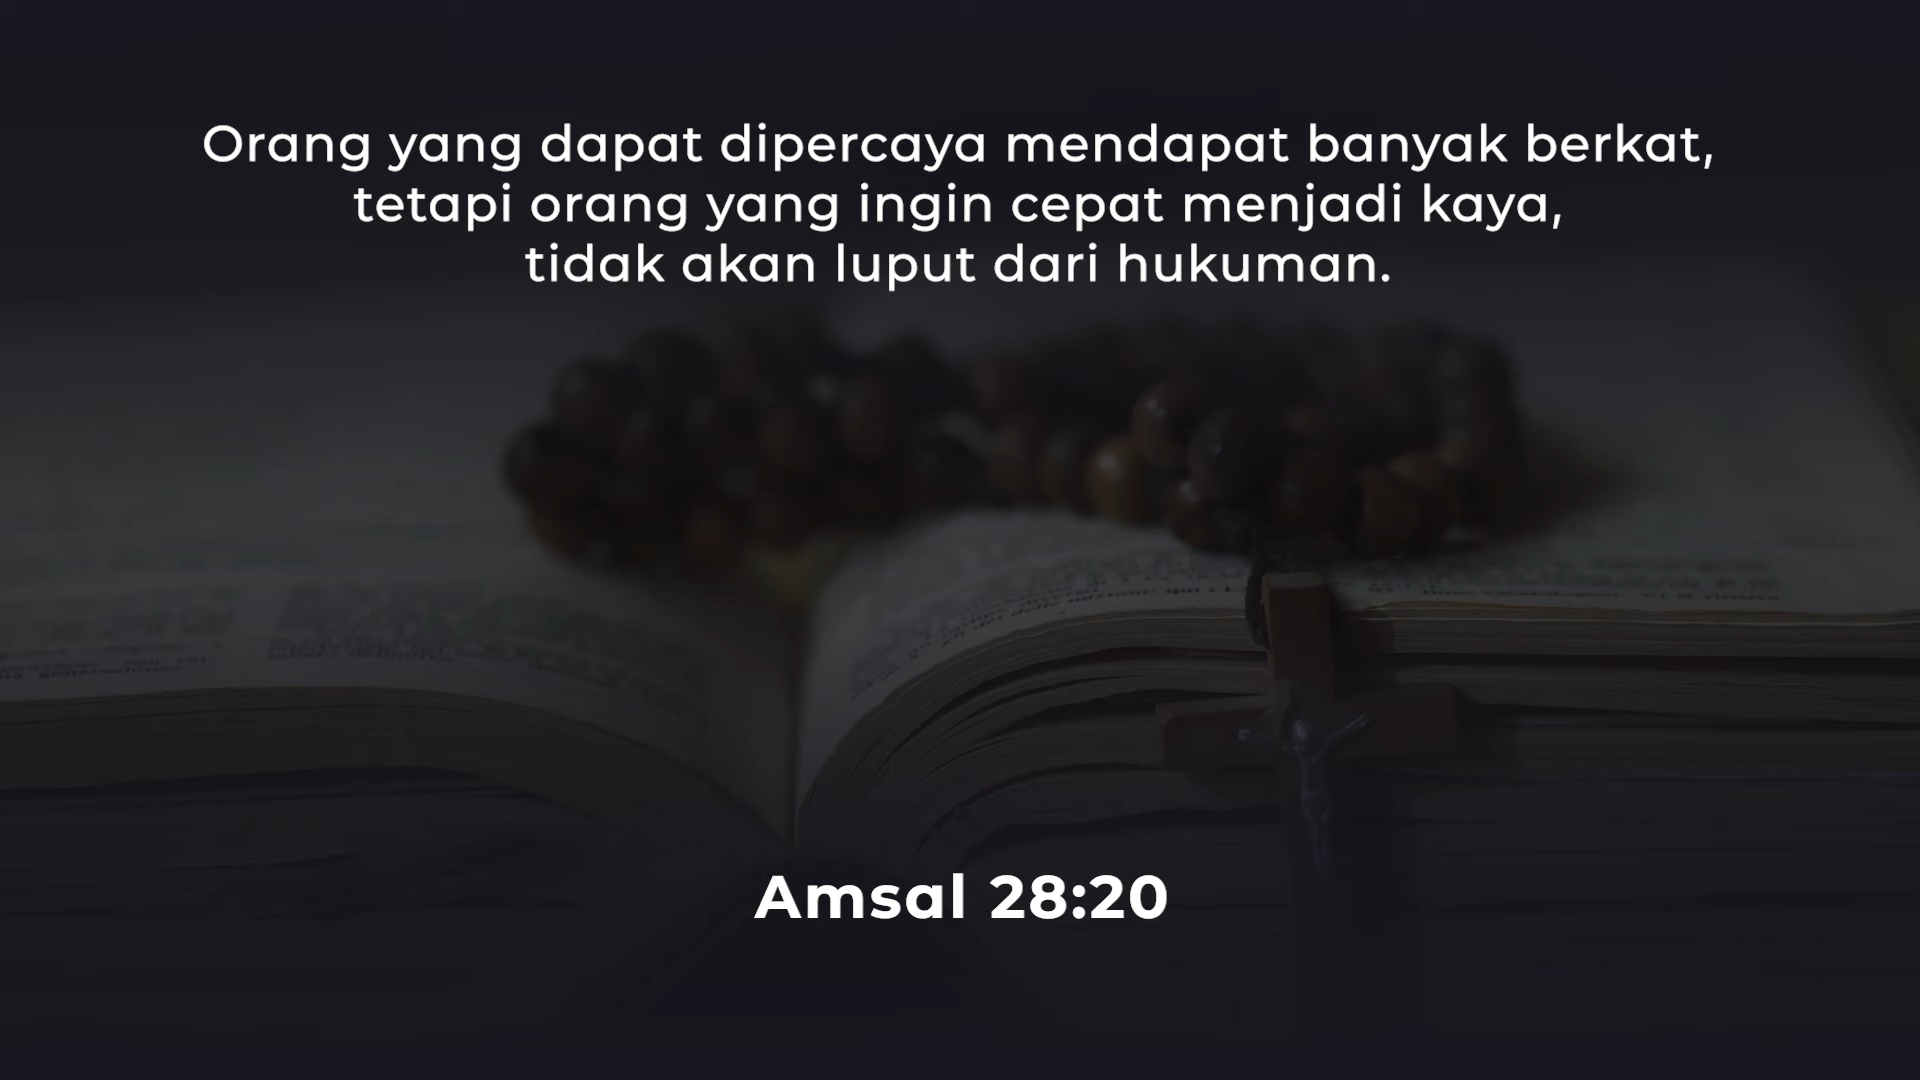 Orang yang dapat dipercaya mendapat banyak berkat,
tetapi orang yang ingin cepat menjadi kaya,
tidak akan luput dari hukuman.
Amsal 28:20